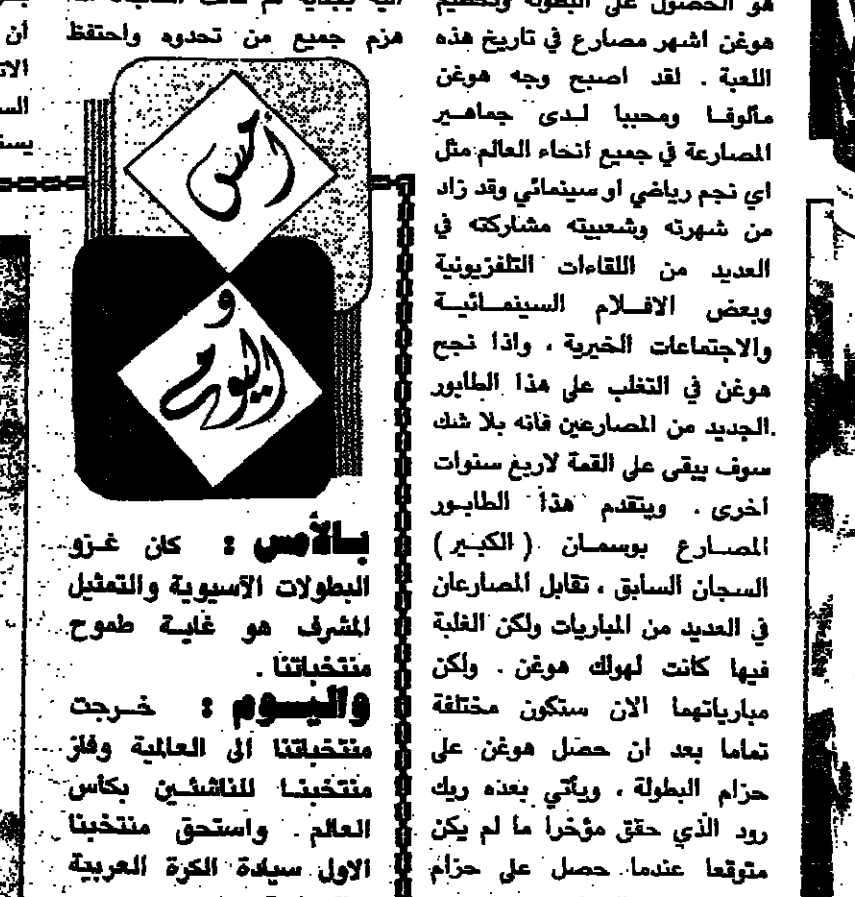 هو الحصول على البطولة وتحطيم
هوغن اشهر مصارع في تاريخ هذه
اللعبة . لقد اصبح وجه هوغن
مألوفا ومحببا لدى جماهير
المصارعة في جميع انحاء العالم مثل
اي نجم رياضي او سينمائي وقد زاد
من شهرته وشعبيته مشاركته في
العديد من اللقاءات التلفزيونية
وبعض الافلام السينمائية
والاجتماعات الخيرية ، واذا نجح
هوغن في التغلب على هذا الطابور
الجديد من المصارعين فانه بلا شك
سوف يبقى على القمة لاربع سنوات
أخرى . ويتقدم هذا الطابور
المصارع بوسمان ( الكبير )
السجان السابق ، تقابل المصارعان
في العديد من المباريات ولكن الغلبة
فيها كانت لهولك هوغن . ولكن
مبارياتهما الان ستكون مختلفة
تماما بعد ان حصل هوغن على
حزام البطولة ، ويأتي بعده ريك
رود الذي حقق مؤخرا ما لم يكن
متوقعا عندما حصل على حزام
هزم جميع من تحدوه واحتفظ
أمس
و
اليوم
بالأمس : كان غزو
البطولات الآسيوية والتمثيل
المشرف هو غاية طموح
منتخباتنا .
واليوم : خرجت
منتخباتنا الى العالمية وفاز
منتخبنا للناشئين بكأس
العالم . واستحق منتخبنا
الاول سيادة الكرة العربية
أن